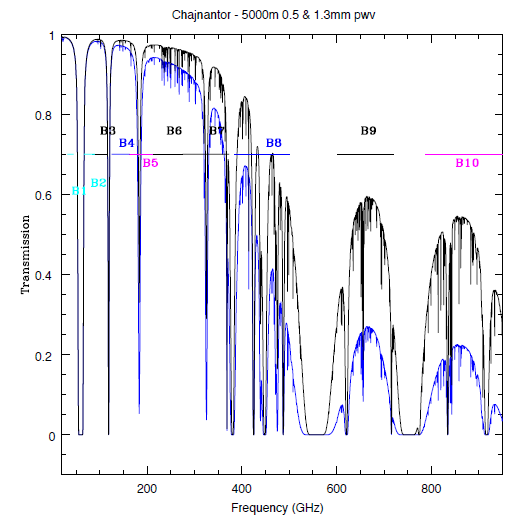 Chajnantor - 5000m 0.5 & 1.3mm pwv
1
0.8
0.6
0.4
0.2
0
Transmission
B1
B2
B3
B4
B5
B6
B7
B8
B9
B10
200
400
600
800
Frequency (GHz)